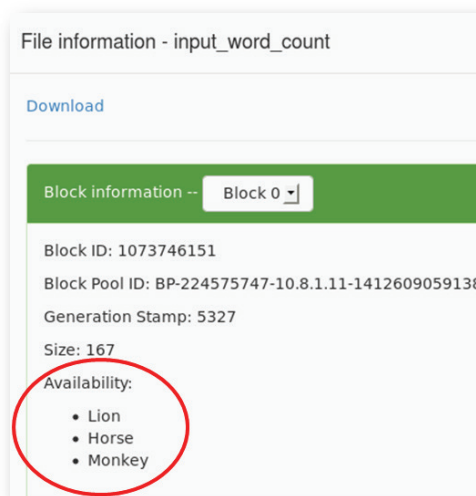 File information - input_word_count
Download
Block information -- Block 0
Block ID: 1073746151
Block Pool ID: BP-224575747-10.8.1.11-1412609059138
Generation Stamp: 5327
Size: 167
Availability:
• Lion
• Horse
• Monkey